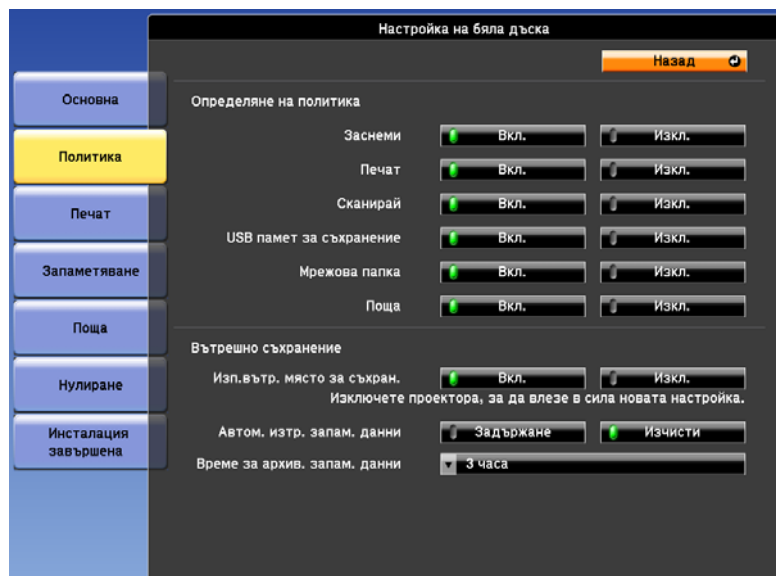 Настройка на бяла дъска
Назад
Основна
Политика
Печат
Запаметяване
Поща
Нулиране
Инсталация
завършена
Определяне на политика
Заснеми Вкл. Изкл.
Печат Вкл. Изкл.
Сканирай Вкл. Изкл.
USB памет за съхранение Вкл. Изкл.
Мрежова папка Вкл. Изкл.
Поща Вкл. Изкл.
Вътрешно съхранение
Изп.вътр. място за съхран. Вкл. Изкл.
Изключете проектора, за да влезе в сила новата настройка.
Автом. изтр. запам. данни Задържане Изчисти
Време за архив. запам. данни 3 часа